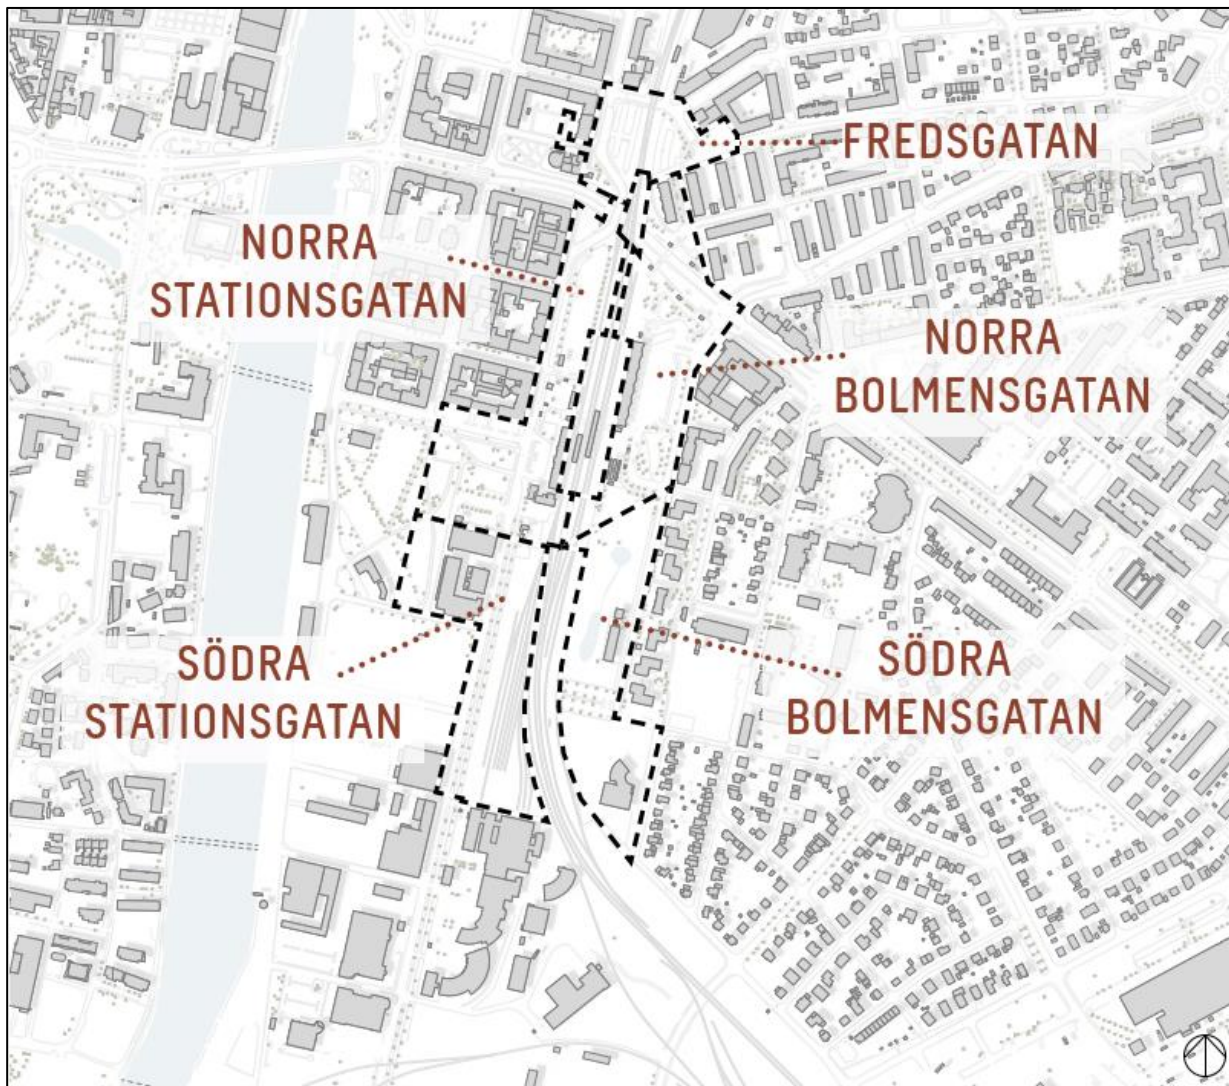 FREDSGATAN
NORRA
STATIONSGATAN
NORRA
BOLMENSGATAN
SÖDRA
STATIONSGATAN
SÖDRA
BOLMENSGATAN